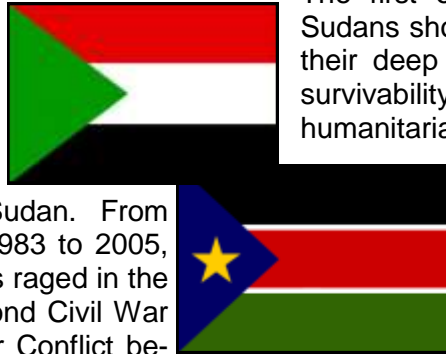 The first
Sudans sho
their deep
survivability
humanitaria
Sudan. From
983 to 2005,
s raged in the
ond Civil War
r Conflict be-